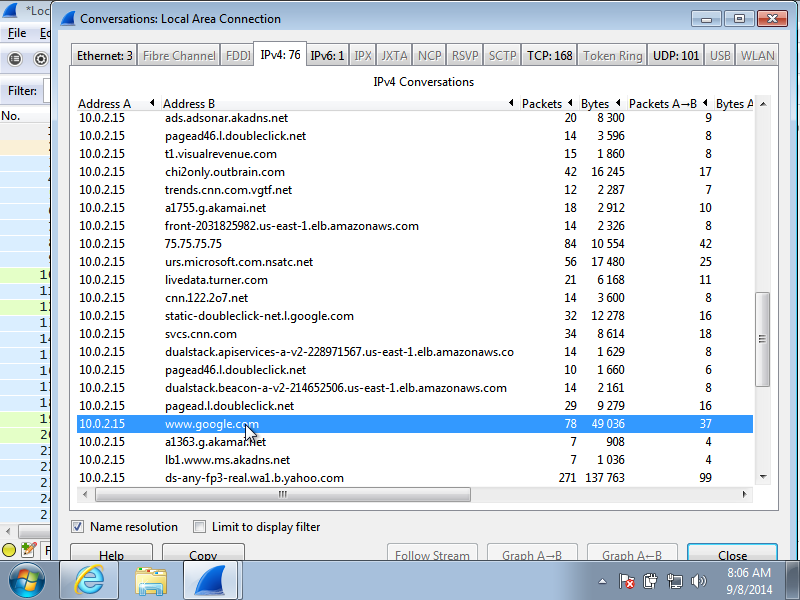 *Loc
Conversations: Local Area Connection
File
Ethernet: 3 Fibre Channel FDDI IPv4: 76 IPv6: 1 IPX JXTA NCP RSVP SCTP TCP: 168 Token Ring UDP: 101 USB WLAN
Filter:
IPv4 Conversations
No.
Address A Address B Packets Bytes Packets A→B Bytes A
10.0.2.15 ads.adsonar.akadns.net 20 8 300 9
10.0.2.15 pagead46.l.doubleclick.net 14 3 596 8
10.0.2.15 t1.visualrevenue.com 15 1 860 8
10.0.2.15 chi2only.outbrain.com 42 16 245 17
10.0.2.15 trends.cnn.com.vgtf.net 12 2 287 7
10.0.2.15 a1755.g.akamai.net 18 2 912 10
10.0.2.15 front-2031825982.us-east-1.elb.amazonaws.com 14 2 326 8
10.0.2.15 75.75.75.75 84 10 554 42
10.0.2.15 urs.microsoft.com.nsatc.net 56 17 480 25
10.0.2.15 livedata.turner.com 21 6 168 11
10.0.2.15 cnn.122.2o7.net 14 3 600 8
10.0.2.15 static-doubleclick-net.l.google.com 32 12 278 16
10.0.2.15 svcs.cnn.com 34 8 614 18
10.0.2.15 dualstack.apiservices-a-v2-228971567.us-east-1.elb.amazonaws.co 14 1 629 8
10.0.2.15 pagead46.l.doubleclick.net 10 1 660 6
10.0.2.15 dualstack.beacon-a-v2-214652506.us-east-1.elb.amazonaws.com 14 2 161 8
10.0.2.15 pagead.l.doubleclick.net 29 9 279 16
10.0.2.15 www.google.com 78 49 036 37
10.0.2.15 a1363.g.akamai.net 7 908 4
10.0.2.15 lb1.www.ms.akadns.net 7 1 036 4
10.0.2.15 ds-any-fp3-real.wa1.b.yahoo.com 271 137 763 99
Name resolution Limit to display filter
Help Copy Follow Stream Graph A→B Graph A←B Close
8:06 AM
9/8/2014